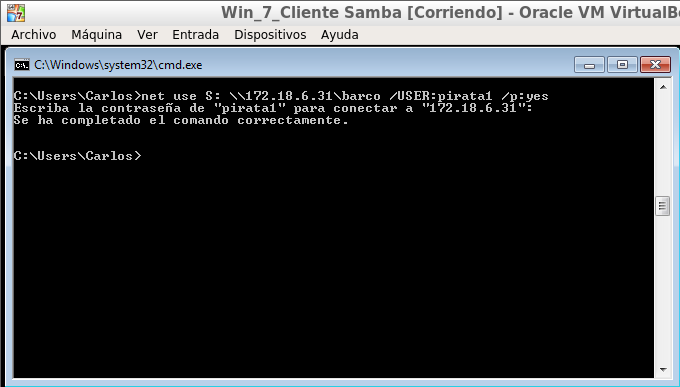 Win_7_Cliente Samba [Corriendo] - Oracle VM VirtualBo
Archivo Máquina Ver Entrada Dispositivos Ayuda
C:\Windows\system32\cmd.exe
C:\Users\Carlos>net use S: \\172.18.6.31\barco /USER:pirata1 /p:yes
Escriba la contraseña de "pirata1" para conectar a "172.18.6.31":
Se ha completado el comando correctamente.
C:\Users\Carlos>